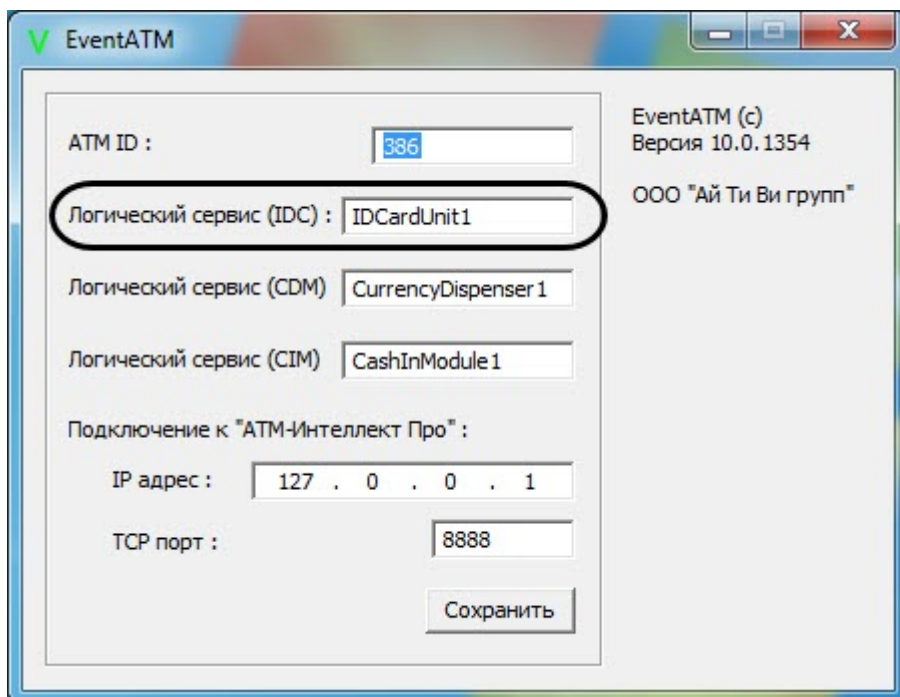 EventATM
ATM ID :
386
EventATM (c)
Версия 10.0.1354
ООО "Ай Ти Ви групп"
Логический сервис (IDC) :
IDCardUnit1
Логический сервис (CDM)
CurrencyDispenser1
Логический сервис (CIM)
CashInModule1
Подключение к "АТМ-Интеллект Про" :
IP адрес :
127 . 0 . 0 . 1
TCP порт :
8888
Сохранить